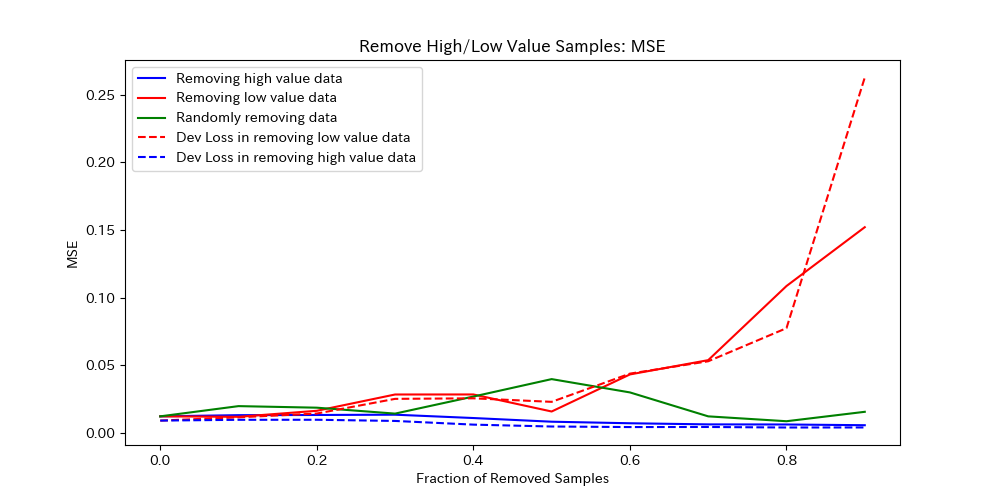 Remove High/Low Value Samples: MSE
Removing high value data
Removing low value data
Randomly removing data
Dev Loss in removing low value data
Dev Loss in removing high value data
MSE
0.25
0.20
0.15
0.10
0.05
0.00
0.0 0.2 0.4 0.6 0.8
Fraction of Removed Samples